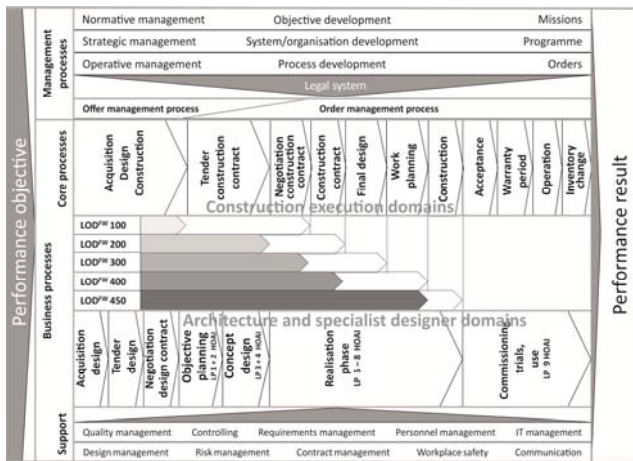 Performance objective
Management processes
Normative management Objective development Missions
Strategic management System/organisation development Programme
Operative management Process development Orders
Legal system
Offer management process Order management process
Core processes
Acquisition Design Construction
Tender construction contract
Negotiation construction contract
Construction contract
Final design
Work planning
Construction
Acceptance
Warranty period
Operation
Inventory change
Construction execution domains
Business processes
LOD^FW 100
LOD^FW 200
LOD^FW 300
LOD^FW 400
LOD^FW 450
Architecture and specialist designer domains
Acquisition design
Tender design
Negotiation design contract
Objective planning LP 1 + 2 HOAI
Concept design LP 3 + 4 HOAI
Realisation phase LP 5 – 8 HOAI
Commissioning trials, use LP 9 HOAI
Support
Quality management Controlling Requirements management Personnel management IT management
Design management Risk management Contract management Workplace safety Communication
Performance result